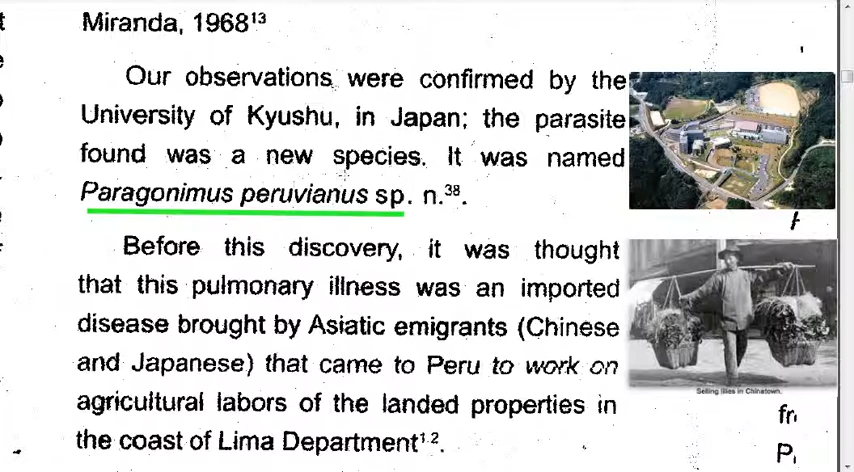 Miranda, 1968¹³
Our observations were confirmed by the
University of Kyushu, in Japan; the parasite
found was a new species. It was named
Paragonimus peruvianus sp. n.³⁸.
Before this discovery, it was thought
that this pulmonary illness was an imported
disease brought by Asiatic emigrants (Chinese
and Japanese) that came to Peru to work on
agricultural labors of the landed properties in
the coast of Lima Department¹·².
Selling lilies in Chinatown.